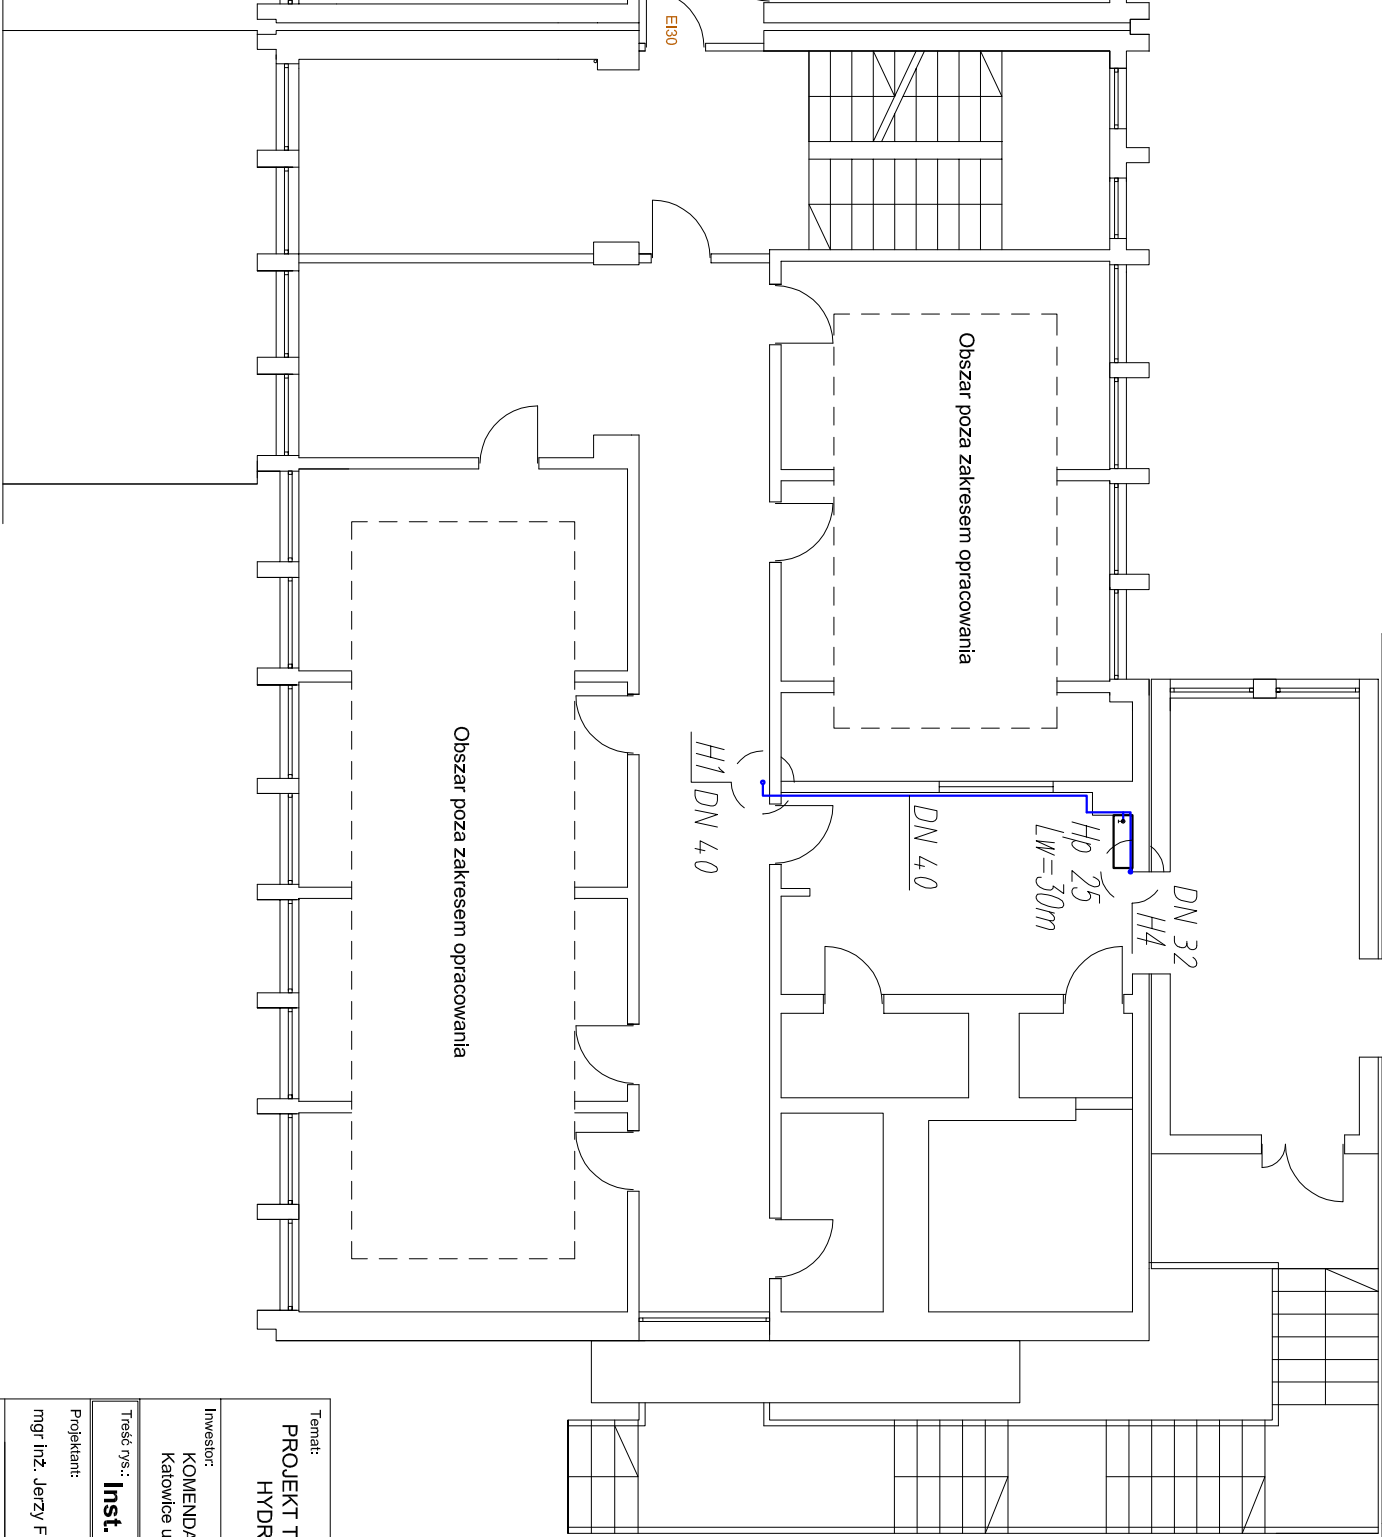 EI30
Obszar poza zakresem opracowania
Obszar poza zakresem opracowania
H1 DN 40
DN 40
Hp 25
Lw=30m
DN 32
H4
Temat:
PROJEKT T
HYDR
Inwestor:
KOMENDA
Katowice u
Treść rys.: Inst.
Projektant:
mgr inż. Jerzy F